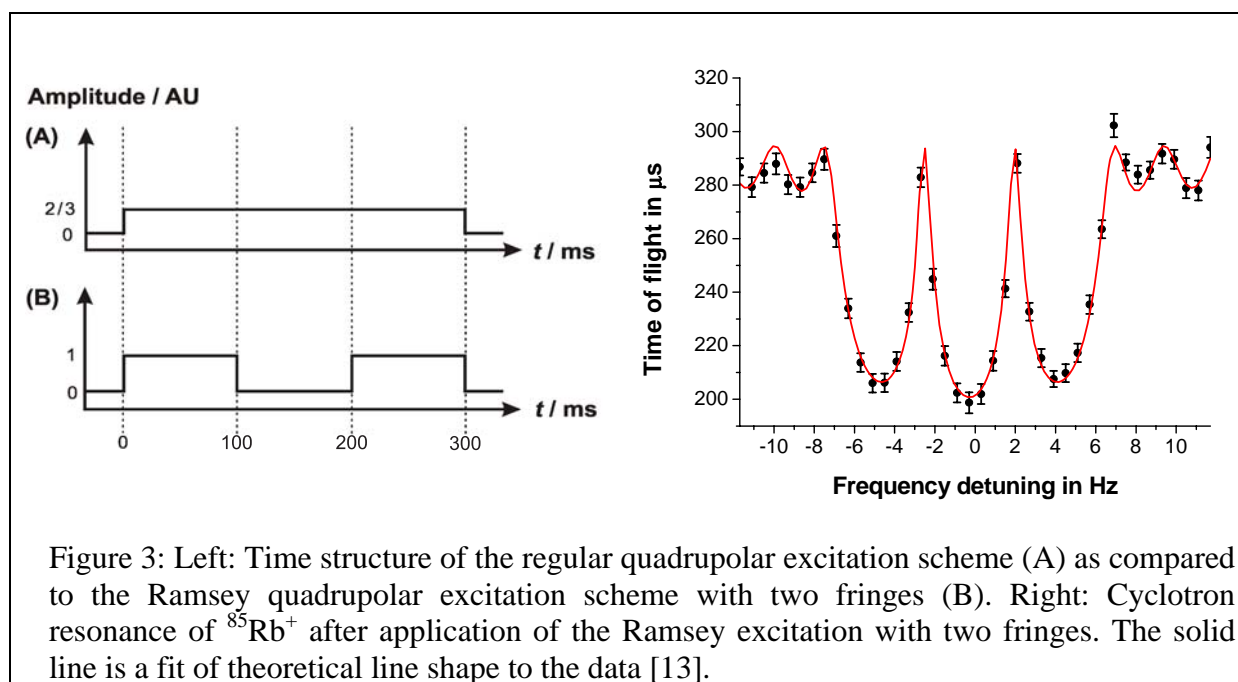 Amplitude / AU
(A)
2/3
0
t / ms
(B)
1
0
t / ms
0 100 200 300
320
300
280
260
240
220
200
Time of flight in µs
-10 -8 -6 -4 -2 0 2 4 6 8 10
Frequency detuning in Hz
Figure 3: Left: Time structure of the regular quadrupolar excitation scheme (A) as compared
to the Ramsey quadrupolar excitation scheme with two fringes (B). Right: Cyclotron
resonance of ⁸⁵Rb⁺ after application of the Ramsey excitation with two fringes. The solid
line is a fit of theoretical line shape to the data [13].